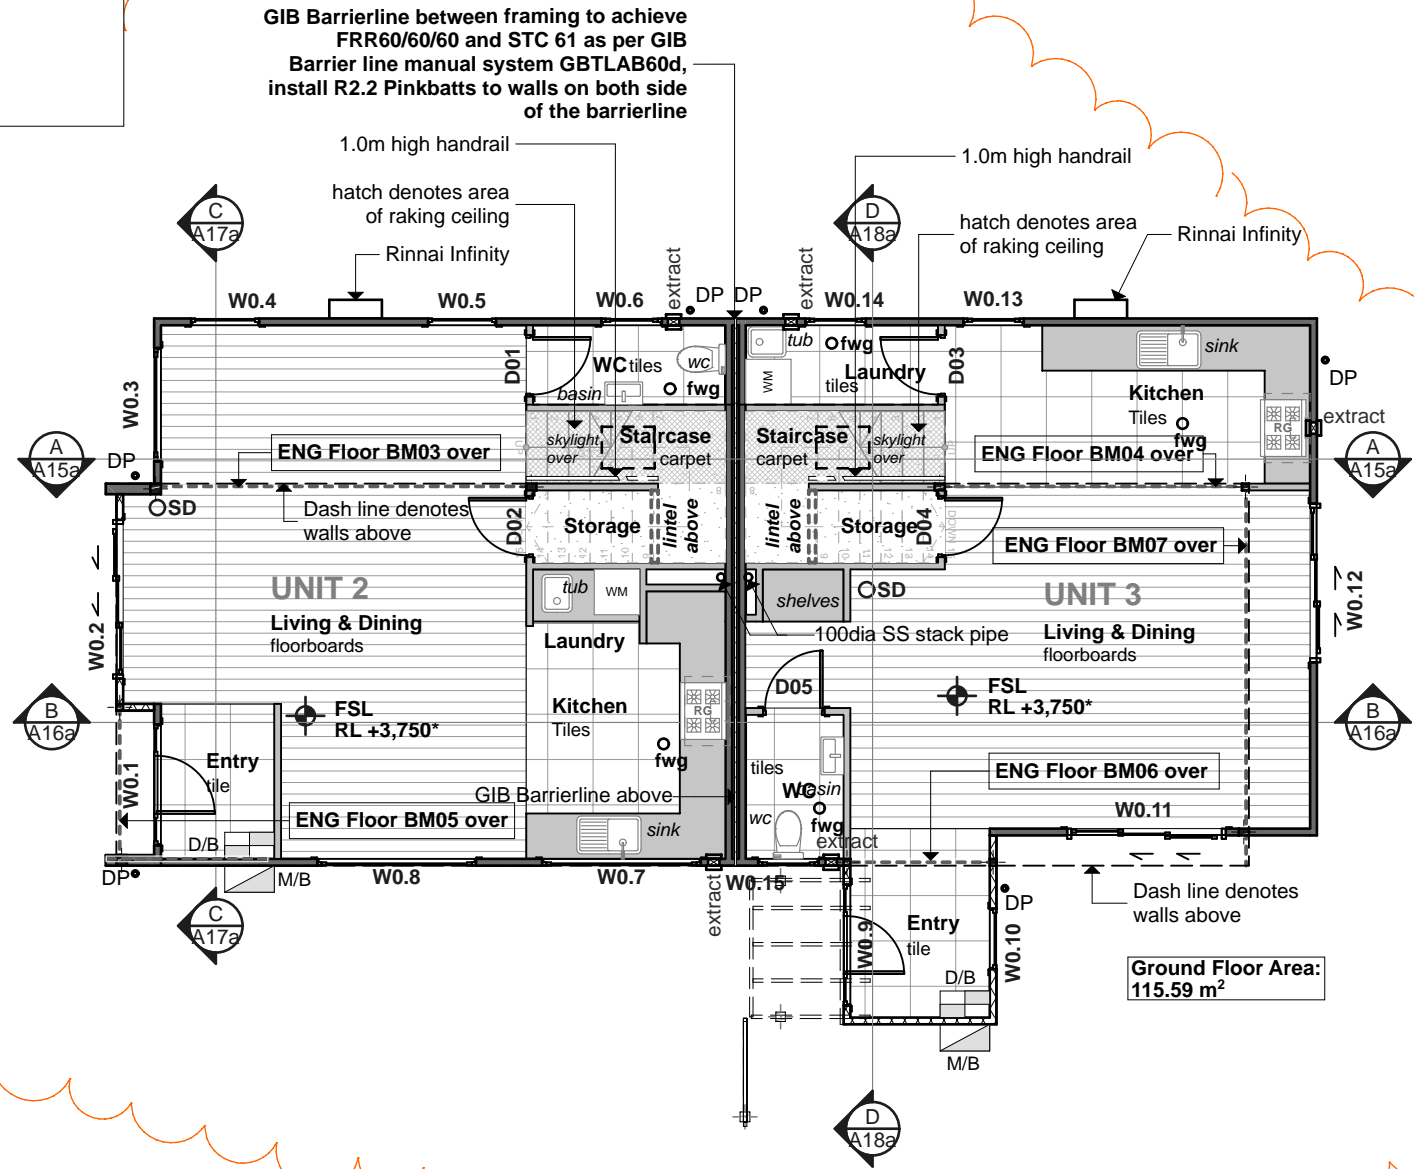 GIB Barrierline between framing to achieve
FRR60/60/60 and STC 61 as per GIB
Barrier line manual system GBTLAB60d,
install R2.2 Pinkbatts to walls on both side
of the barrierline
1.0m high handrail
1.0m high handrail
hatch denotes area
of raking ceiling
hatch denotes area
of raking ceiling
Rinnai Infinity
Rinnai Infinity
C
A17a
D
A18a
extract
DP
DP
extract
W0.4
W0.5
W0.6
W0.14
W0.13
W0.3
D01
WC tiles
wc
basin
fwg
tub
WM
fwg
Laundry
tiles
D03
sink
Kitchen
Tiles
fwg
RG
DP
extract
A
A15a
DP
ENG Floor BM03 over
skylight
over
Staircase
carpet
Staircase
carpet
skylight
over
ENG Floor BM04 over
A
A15a
SD
Dash line denotes
walls above
D02
Storage
lintel
above
lintel
above
Storage
D04
ENG Floor BM07 over
UNIT 2
Living & Dining
floorboards
W0.2
tub
WM
Laundry
shelves
SD
100dia SS stack pipe
UNIT 3
Living & Dining
floorboards
W0.12
B
A16a
FSL
RL +3,750*
Kitchen
Tiles
RG
fwg
D05
FSL
RL +3,750*
B
A16a
Entry
tile
W0.1
ENG Floor BM05 over
GIB Barrierline above
tiles
WC
basin
wc
fwg
extract
ENG Floor BM06 over
W0.11
D/B
sink
DP
M/B
W0.8
W0.7
extract
W0.15
C
A17a
W0.9
Entry
tile
DP
W0.10
Dash line denotes
walls above
D/B
M/B
Ground Floor Area:
115.59 m²
D
A18a